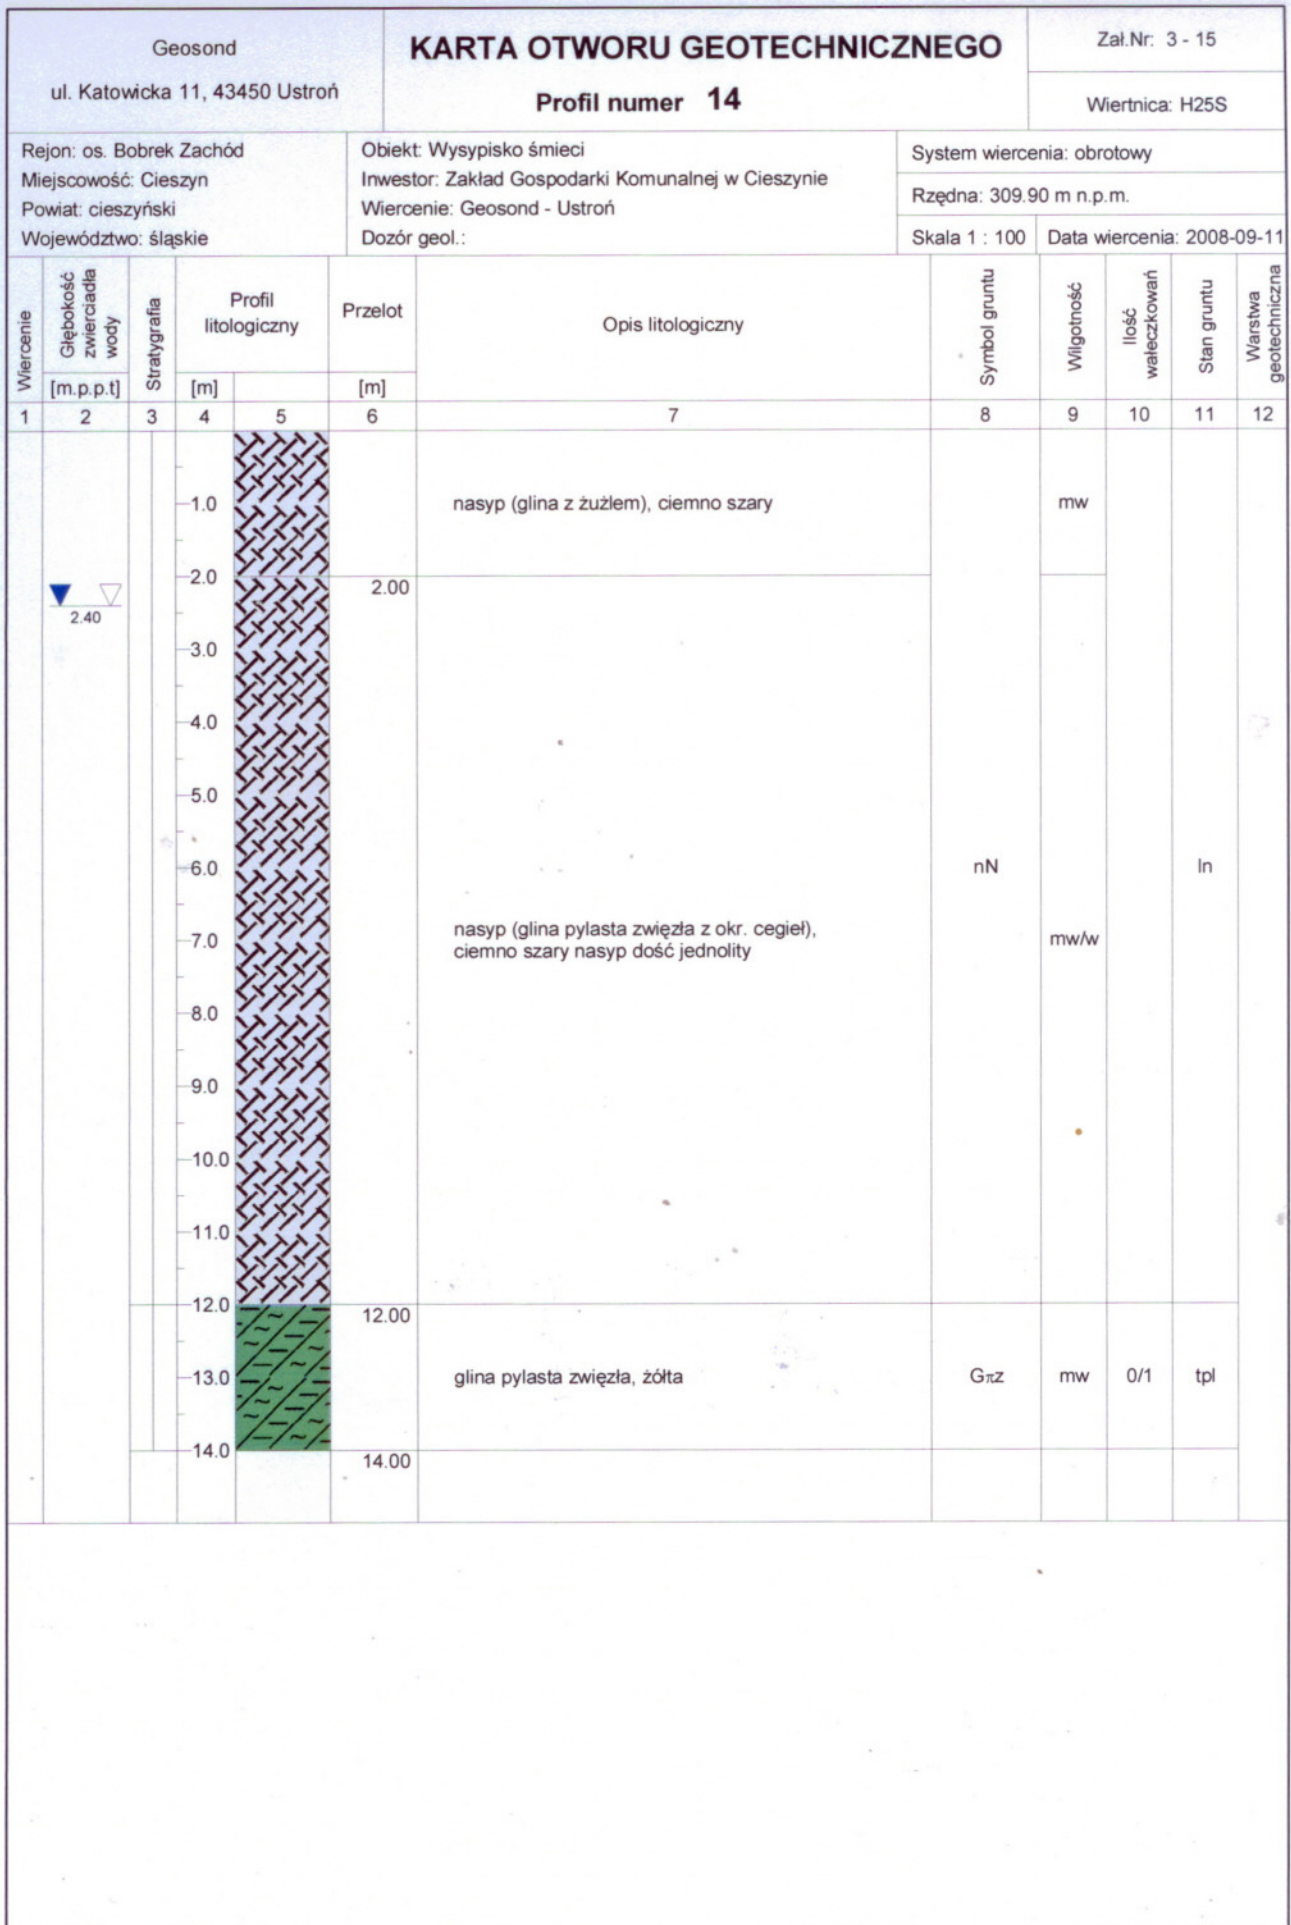 Geosond
ul. Katowicka 11, 43450 Ustroń
KARTA OTWORU GEOTECHNICZNEGO
Profil numer 14
Zał.Nr: 3 - 15
Wiertnica: H25S
Rejon: os. Bobrek Zachód
Miejscowość: Cieszyn
Powiat: cieszyński
Województwo: śląskie
Obiekt: Wysypisko śmieci
Inwestor: Zakład Gospodarki Komunalnej w Cieszynie
Wiercenie: Geosond - Ustroń
Dozór geol.:
System wiercenia: obrotowy
Rzędna: 309.90 m n.p.m.
Skala 1 : 100
Data wiercenia: 2008-09-11
Wiercenie
Głębokość
zwierciadła
wody
[m.p.p.t]
Stratygrafia
Profil
litologiczny
[m]
Przelot
[m]
Opis litologiczny
Symbol gruntu
Wilgotność
Ilość
wałeczkowań
Stan gruntu
Warstwa
geotechniczna
1 2 3 4 5 6 7 8 9 10 11 12
1.0
nasyp (glina z żużlem), ciemno szary
mw
2.0
2.00
2.40
3.0
4.0
5.0
6.0
nN
ln
7.0
nasyp (glina pylasta zwięzła z okr. cegieł),
ciemno szary nasyp dość jednolity
mw/w
8.0
9.0
10.0
11.0
12.0
12.00
13.0
glina pylasta zwięzła, żółta
Gπz
mw
0/1
tpl
14.0
14.00